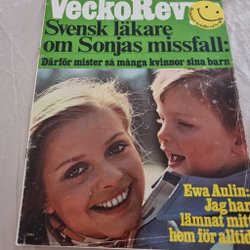 VeckoRev
Svensk läkare
om Sonjas missfall:
Därför mister så många kvinnor sina barn
Ewa Aulin:
Jag har
lämnat mitt
hem för alltid